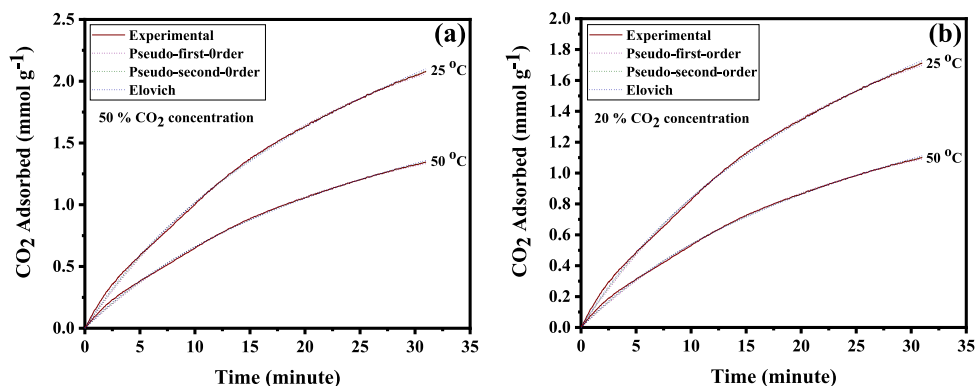 2.5
2.0
1.5
1.0
0.5
0.0
CO2 Adsorbed (mmol g-1)
Experimental
Pseudo-first-0rder
Pseudo-second-0rder
Elovich
50 % CO2 concentration
(a)
25 oC
50 oC
0 5 10 15 20 25 30 35
Time (minute)
2.0
1.8
1.6
1.4
1.2
1.0
0.8
0.6
0.4
0.2
0.0
CO2 Adsorbed (mmol g-1)
Experimental
Pseudo-first-order
Pseudo-second-order
Elovich
20 % CO2 concentration
(b)
25 oC
50 oC
0 5 10 15 20 25 30 35
Time (minute)